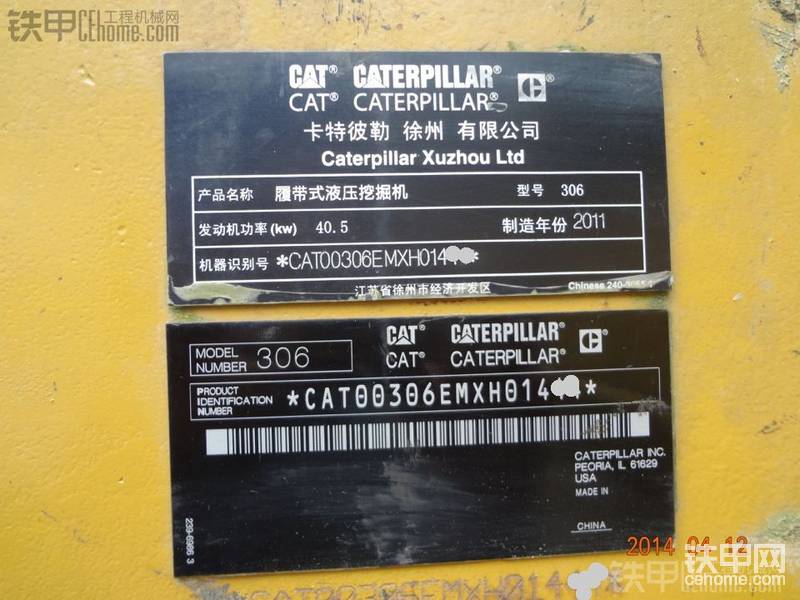 铁甲 工程机械网
CEhome.com
CAT® CATERPILLAR®
CAT® CATERPILLAR®
卡特彼勒 徐州 有限公司
Caterpillar Xuzhou Ltd
产品名称 履带式液压挖掘机 型号 306
发动机功率(kw) 40.5 制造年份 2011
机器识别号 *CAT00306EMXH014
江苏省徐州市经济开发区 Chinese
CAT® CATERPILLAR®
CAT® CATERPILLAR®
MODEL NUMBER 306
PRODUCT IDENTIFICATION NUMBER *CAT00306EMXH014
CATERPILLAR INC.
PEORIA, IL 61629
USA
MADE IN
CHINA
239-6986 3
2014 04 12
铁甲网
cehome.com
CAT00306EMXH014